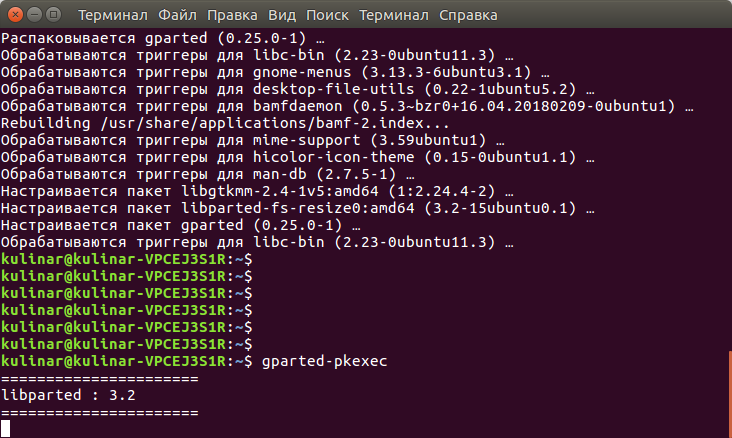 Терминал Файл Правка Вид Поиск Терминал Справка
Распаковывается gparted (0.25.0-1) …
Обрабатываются триггеры для libc-bin (2.23-0ubuntu11.3) …
Обрабатываются триггеры для gnome-menus (3.13.3-6ubuntu3.1) …
Обрабатываются триггеры для desktop-file-utils (0.22-1ubuntu5.2) …
Обрабатываются триггеры для bamfdaemon (0.5.3~bzr0+16.04.20180209-0ubuntu1) …
Rebuilding /usr/share/applications/bamf-2.index...
Обрабатываются триггеры для mime-support (3.59ubuntu1) …
Обрабатываются триггеры для hicolor-icon-theme (0.15-0ubuntu1.1) …
Обрабатываются триггеры для man-db (2.7.5-1) …
Настраивается пакет libgtkmm-2.4-1v5:amd64 (1:2.24.4-2) …
Настраивается пакет libparted-fs-resize0:amd64 (3.2-15ubuntu0.1) …
Настраивается пакет gparted (0.25.0-1) …
Обрабатываются триггеры для libc-bin (2.23-0ubuntu11.3) …
kulinar@kulinar-VPCEJ3S1R:~$
kulinar@kulinar-VPCEJ3S1R:~$
kulinar@kulinar-VPCEJ3S1R:~$
kulinar@kulinar-VPCEJ3S1R:~$
kulinar@kulinar-VPCEJ3S1R:~$
kulinar@kulinar-VPCEJ3S1R:~$
kulinar@kulinar-VPCEJ3S1R:~$ gparted-pkexec
======================
libparted : 3.2
======================